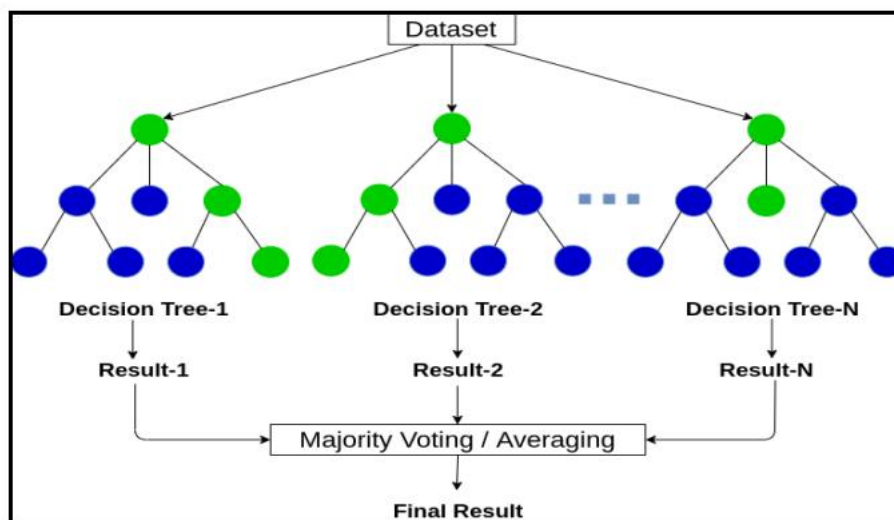 Dataset
Decision Tree-1 Decision Tree-2 Decision Tree-N
Result-1 Result-2 Result-N
Majority Voting / Averaging
Final Result